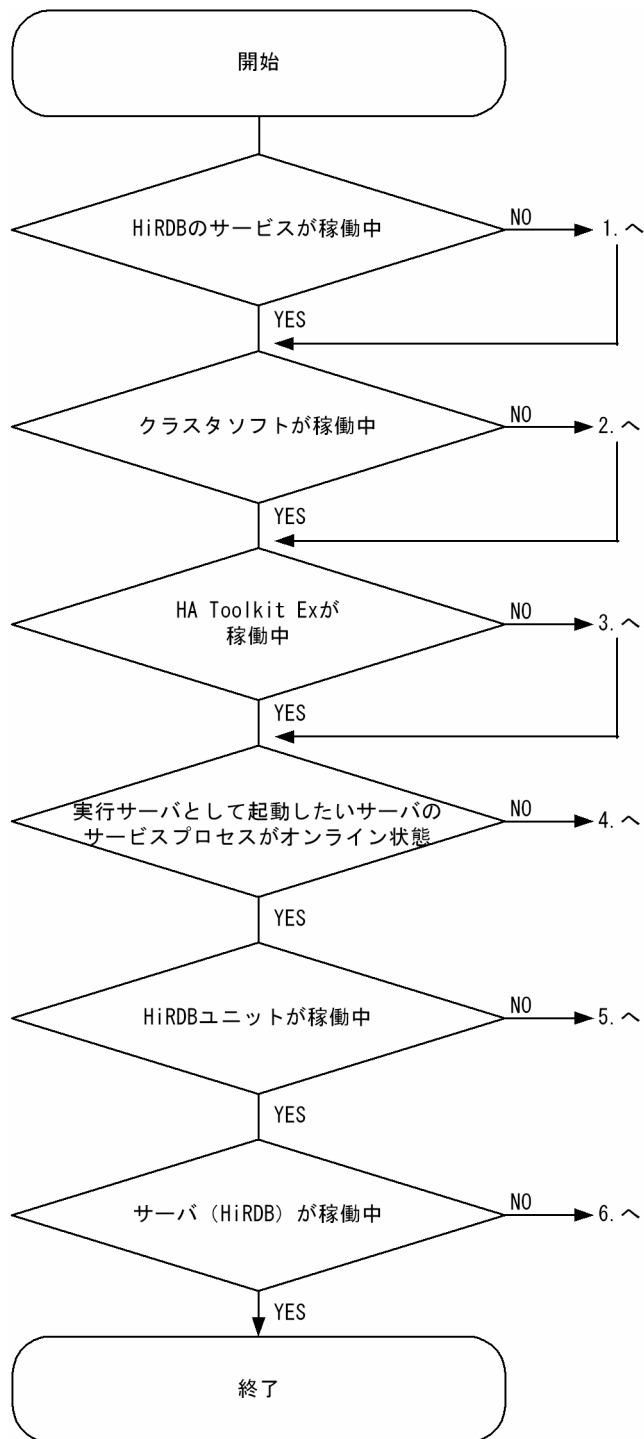 開始
HiRDBのサービスが稼働中
NO
1. へ
YES
クラスタソフトが稼働中
NO
2. へ
YES
HA Toolkit Exが
稼働中
NO
3. へ
YES
実行サーバとして起動したいサーバの
サービスプロセスがオンライン状態
NO
4. へ
YES
HiRDBユニットが稼働中
NO
5. へ
YES
サーバ（HiRDB）が稼働中
NO
6. へ
YES
終了